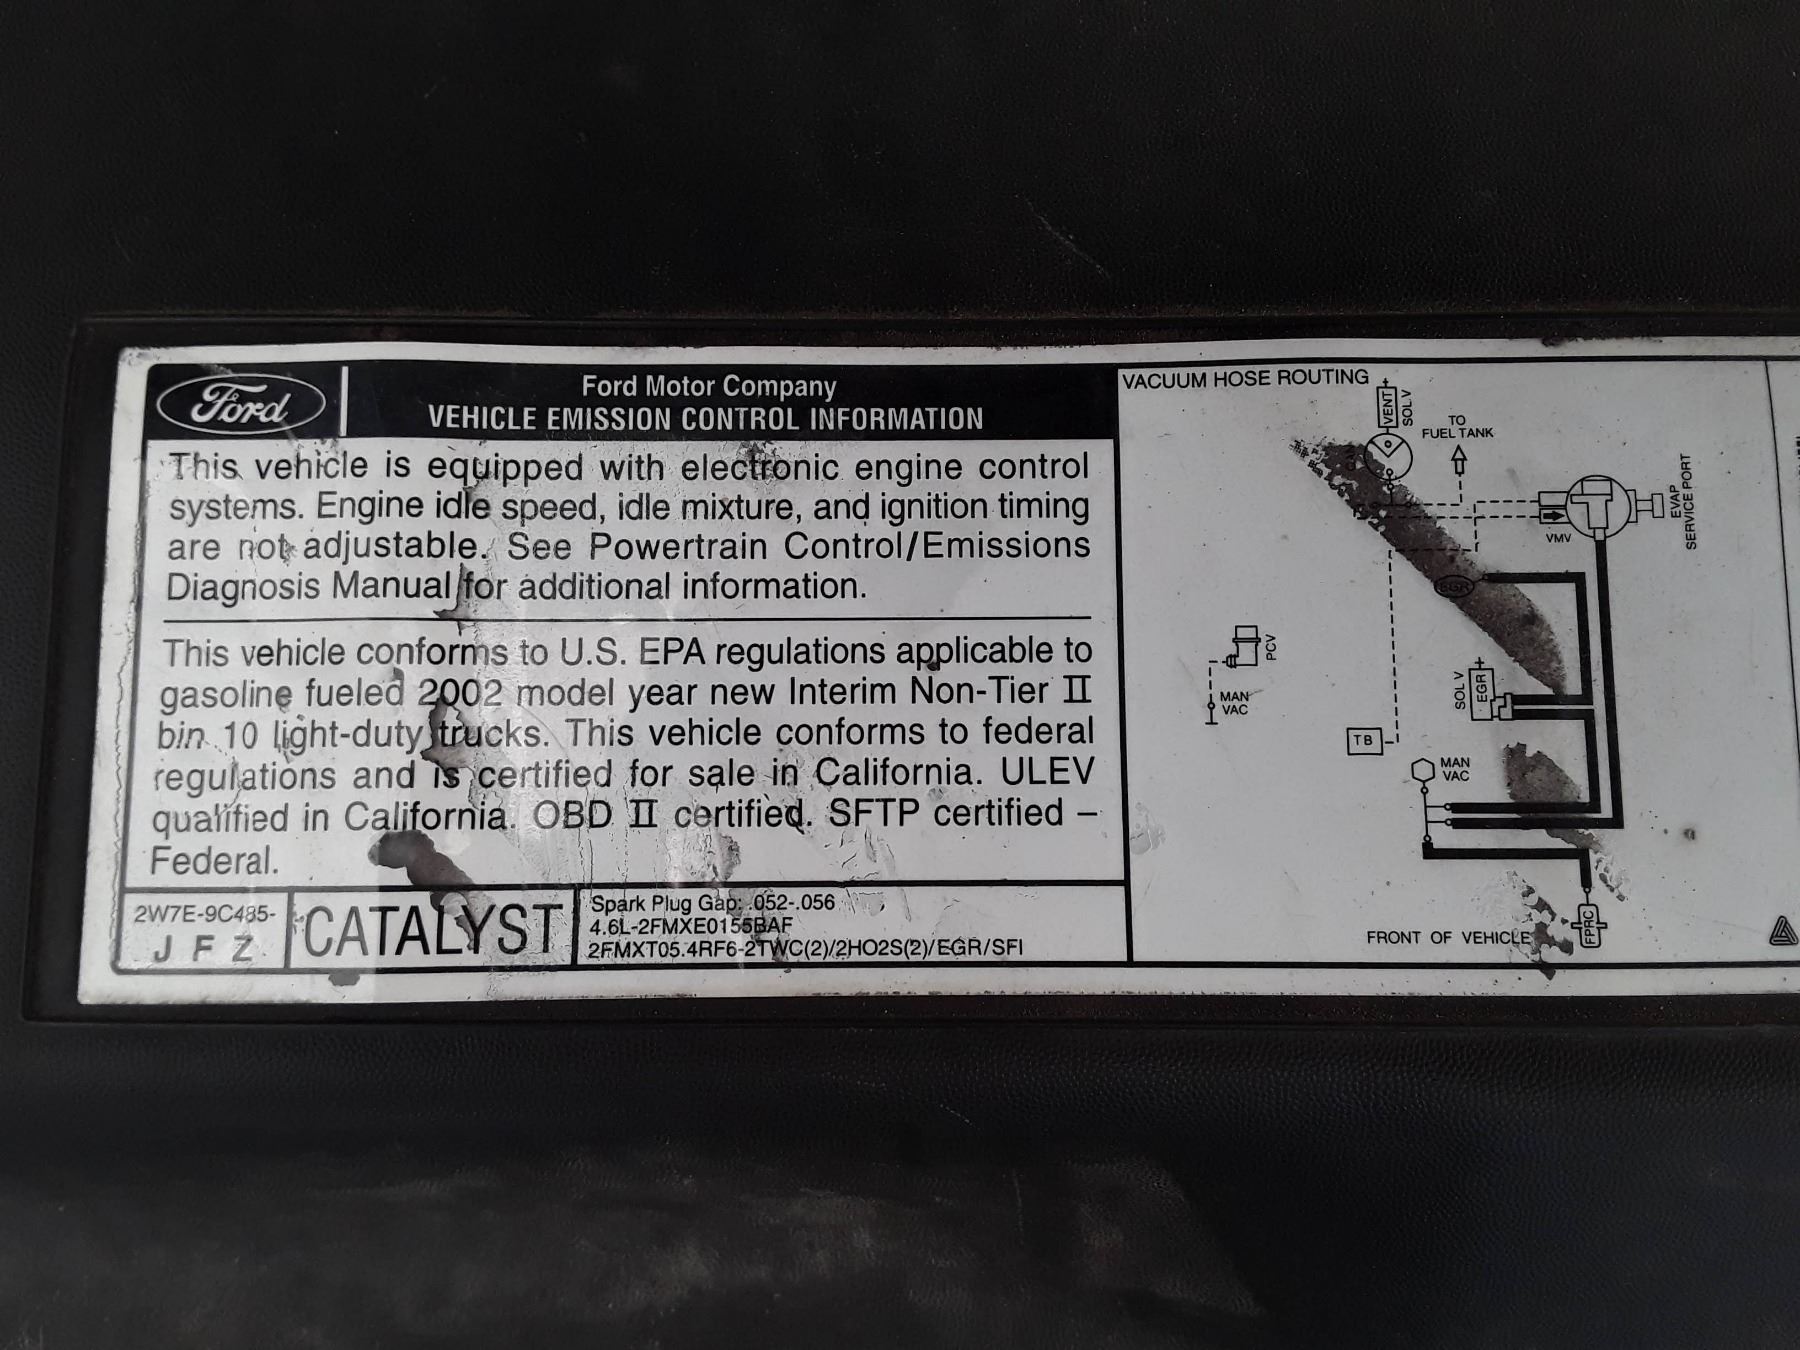 Ford
Ford Motor Company
VEHICLE EMISSION CONTROL INFORMATION
This vehicle is equipped with electronic engine control
systems. Engine idle speed, idle mixture, and ignition timing
are not adjustable. See Powertrain Control/Emissions
Diagnosis Manual for additional information.
This vehicle conforms to U.S. EPA regulations applicable to
gasoline fueled 2002 model year new Interim Non-Tier II
bin 10 light-duty trucks. This vehicle conforms to federal
regulations and is certified for sale in California. ULEV
qualified in California. OBD II certified. SFTP certified –
Federal.
2W7E-9C485-
J F Z
CATALYST
Spark Plug Gap: .052-.056
4.6L-2FMXE0155BAF
2FMXT05.4RF6-2TWC(2)/2HO2S(2)/EGR/SFI
VACUUM HOSE ROUTING
VENT
SOL V
CAN
TO
FUEL TANK
EVAP
SERVICE PORT
VMV
EGR
PCV
MAN
VAC
SOL V
EGR
TB
MAN
VAC
FPRC
FRONT OF VEHICLE